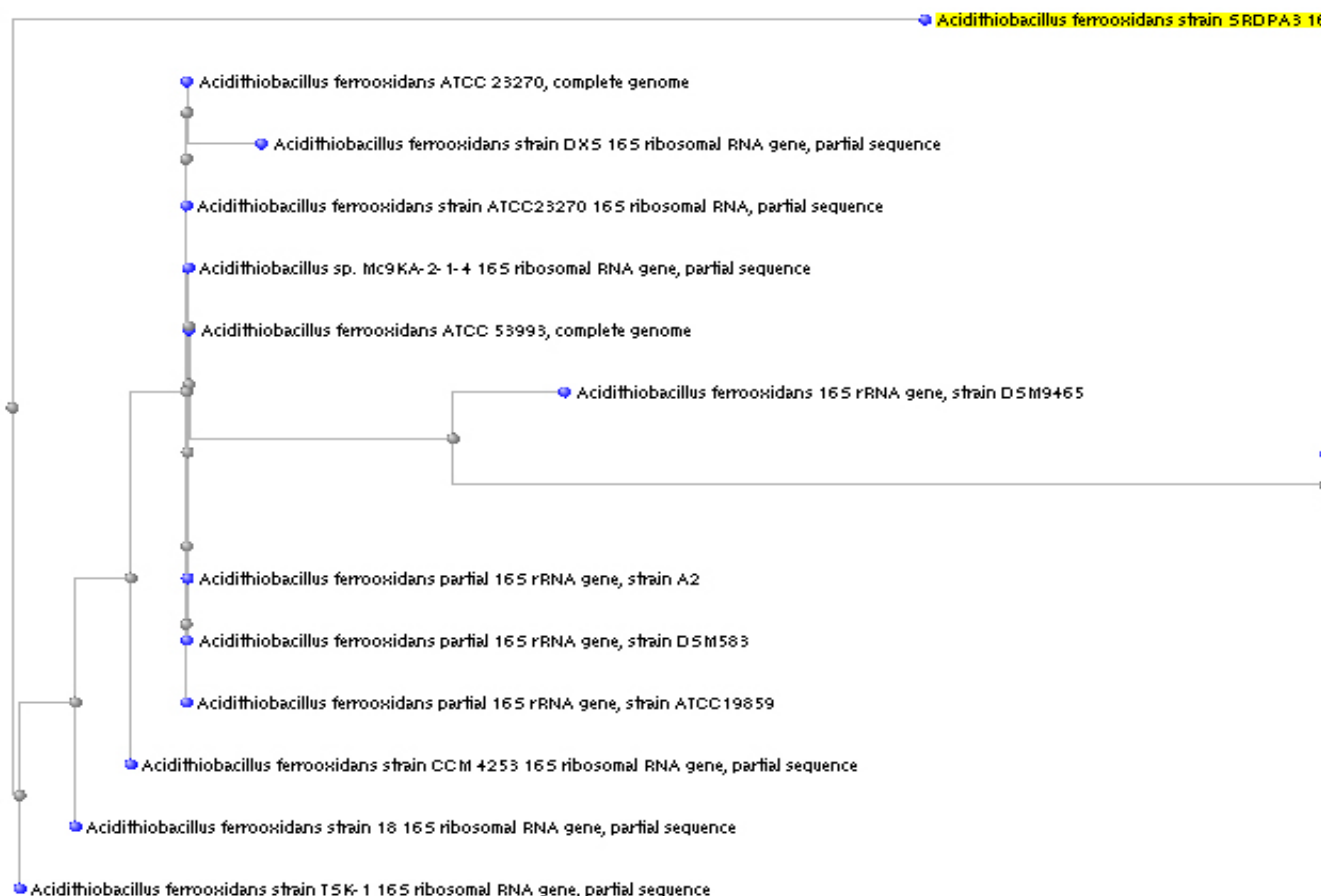 Acidithiobacillus ferrooxidans strain SRDPA3 16
Acidithiobacillus ferrooxidans ATCC 23270, complete genome
Acidithiobacillus ferrooxidans strain DX5 16S ribosomal RNA gene, partial sequence
Acidithiobacillus ferrooxidans strain ATCC23270 16S ribosomal RNA, partial sequence
Acidithiobacillus sp. Mc9KA-2-1-4 16S ribosomal RNA gene, partial sequence
Acidithiobacillus ferrooxidans ATCC 53993, complete genome
Acidithiobacillus ferrooxidans 16S rRNA gene, strain DSM9465
Acidithiobacillus ferrooxidans partial 16S rRNA gene, strain A2
Acidithiobacillus ferrooxidans partial 16S rRNA gene, strain DSM583
Acidithiobacillus ferrooxidans partial 16S rRNA gene, strain ATCC19859
Acidithiobacillus ferrooxidans strain CCM 4253 16S ribosomal RNA gene, partial sequence
Acidithiobacillus ferrooxidans strain 18 16S ribosomal RNA gene, partial sequence
Acidithiobacillus ferrooxidans strain TSK-1 16S ribosomal RNA gene, partial sequence